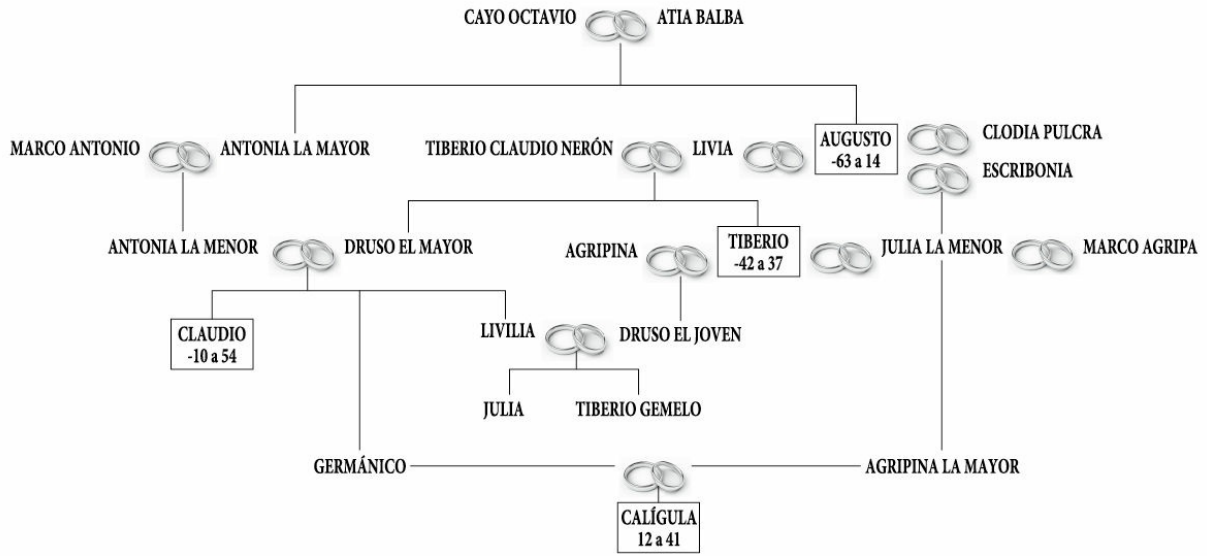 CAYO OCTAVIO ATIA BALBA
MARCO ANTONIO ANTONIA LA MAYOR TIBERIO CLAUDIO NERÓN LIVIA AUGUSTO CLODIA PULCRA
-63 a 14 ESCRIBONIA
ANTONIA LA MENOR DRUSO EL MAYOR AGRIPINA TIBERIO JULIA LA MENOR MARCO AGRIPA
-42 a 37
CLAUDIO LIVILIA DRUSO EL JOVEN
-10 a 54
JULIA TIBERIO GEMELO
GERMÁNICO AGRIPINA LA MAYOR
CALÍGULA
12 a 41